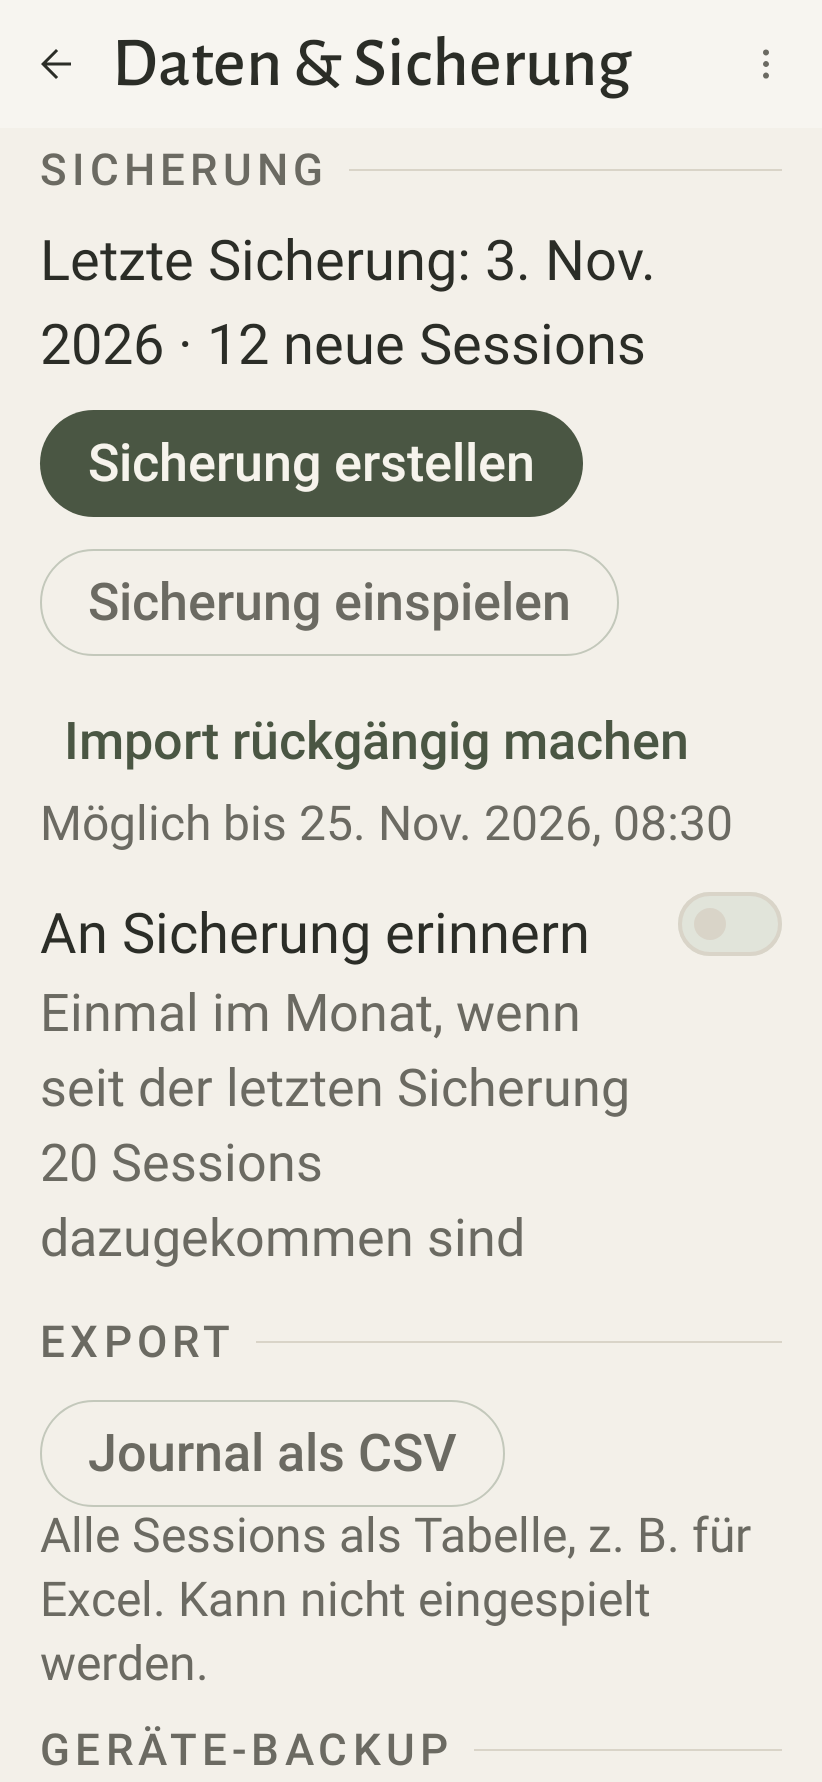 Daten & Sicherung
SICHERUNG
Letzte Sicherung: 3. Nov.
2026 · 12 neue Sessions
Sicherung erstellen
Sicherung einspielen
Import rückgängig machen
Möglich bis 25. Nov. 2026, 08:30
An Sicherung erinnern
Einmal im Monat, wenn
seit der letzten Sicherung
20 Sessions
dazugekommen sind
EXPORT
Journal als CSV
Alle Sessions als Tabelle, z. B. für
Excel. Kann nicht eingespielt
werden.
GERÄTE-BACKUP